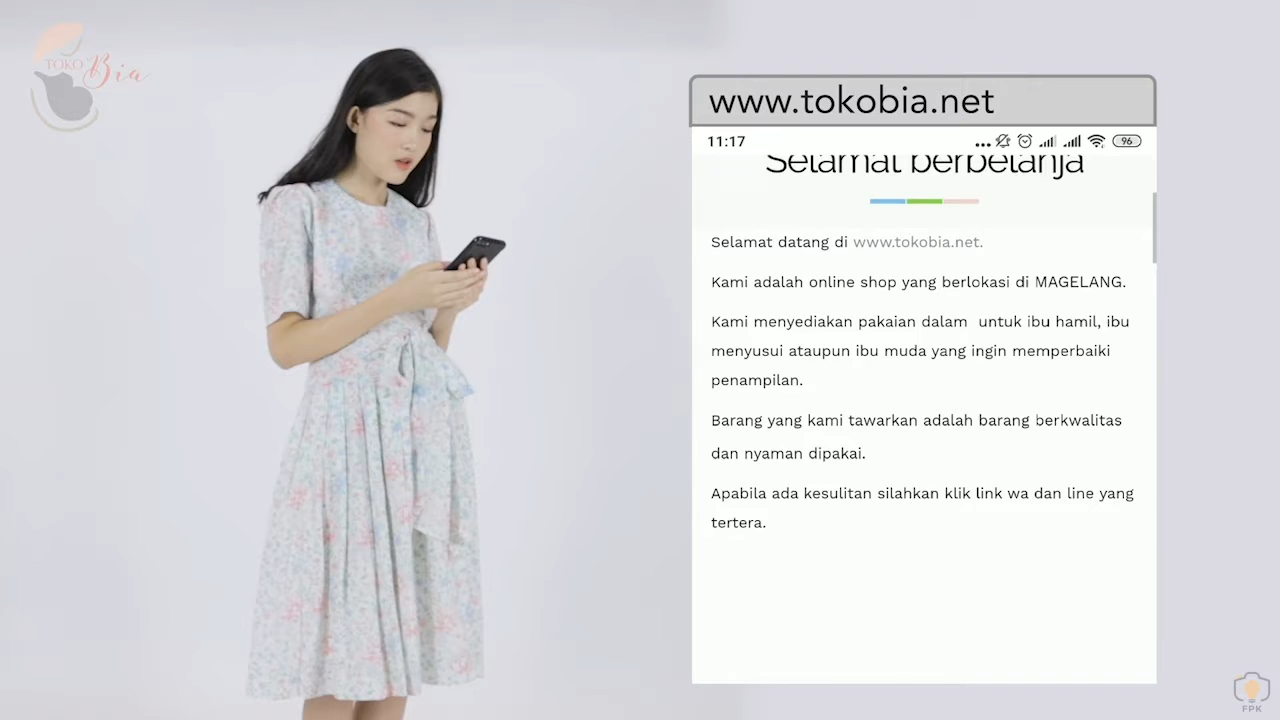 TOKO Bia
www.tokobia.net
11:17
96
Selamat berbelanja
Selamat datang di www.tokobia.net.
Kami adalah online shop yang berlokasi di MAGELANG.
Kami menyediakan pakaian dalam untuk ibu hamil, ibu
menyusui ataupun ibu muda yang ingin memperbaiki
penampilan.
Barang yang kami tawarkan adalah barang berkwalitas
dan nyaman dipakai.
Apabila ada kesulitan silahkan klik link wa dan line yang
tertera.
FPK